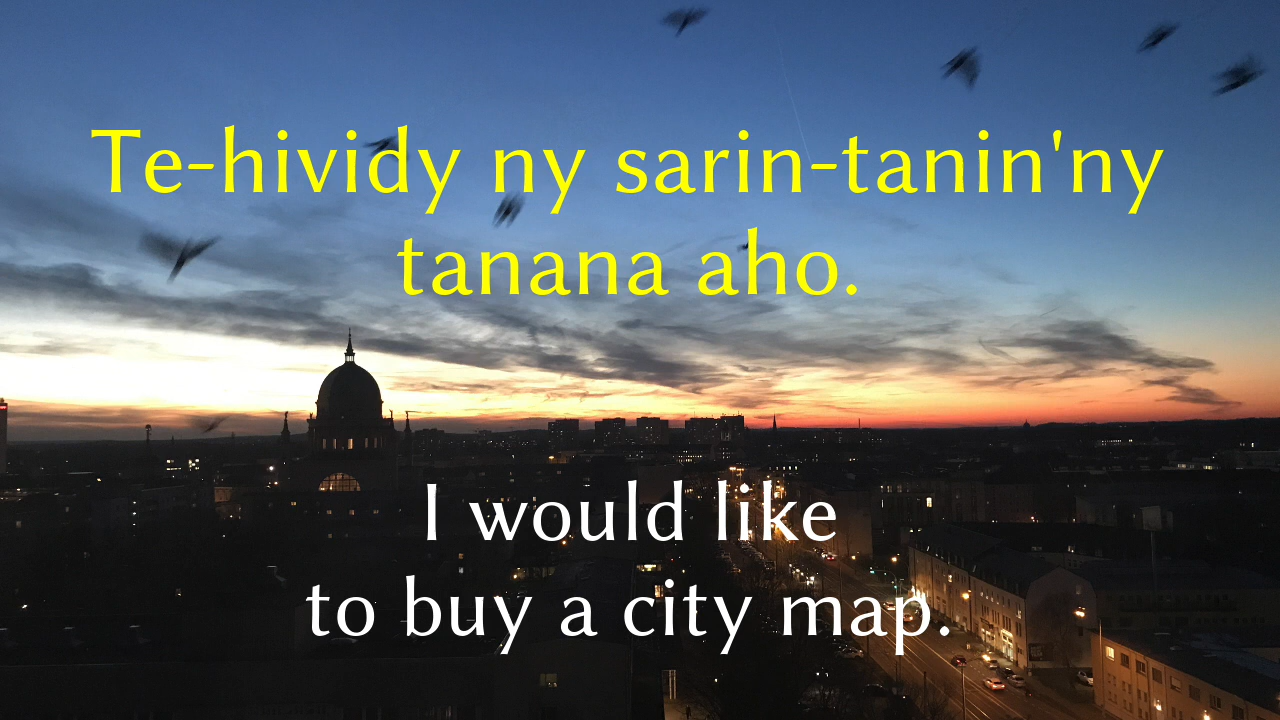 Te-hividy ny sarin-tanin'ny
tanana aho.
I would like
to buy a city map.